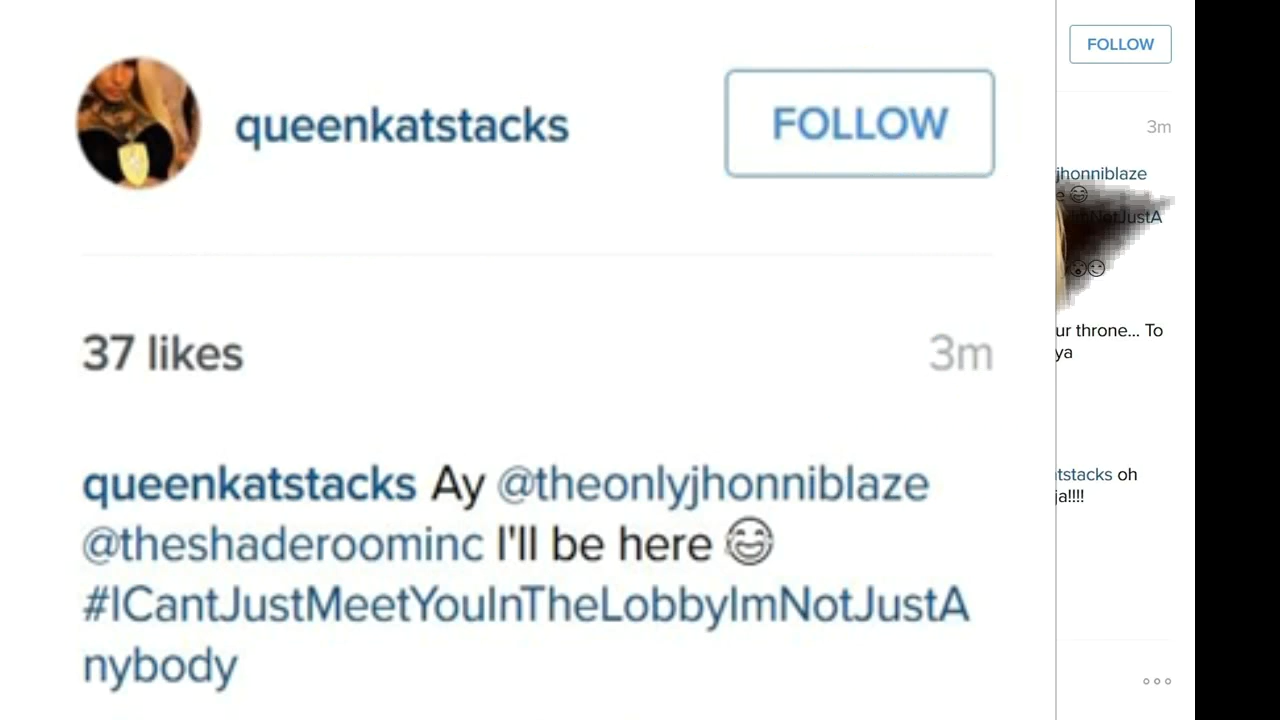 queenkatstacks
FOLLOW
37 likes
3m
queenkatstacks Ay @theonlyjhonniblaze
@theshaderoominc I'll be here 😅
#ICantJustMeetYouInTheLobbyImNotJustA
nybody
FOLLOW
3m
jhonniblaze
e 😅
ImNotJustA
ur throne... To
ya
tstacks oh
ja!!!!